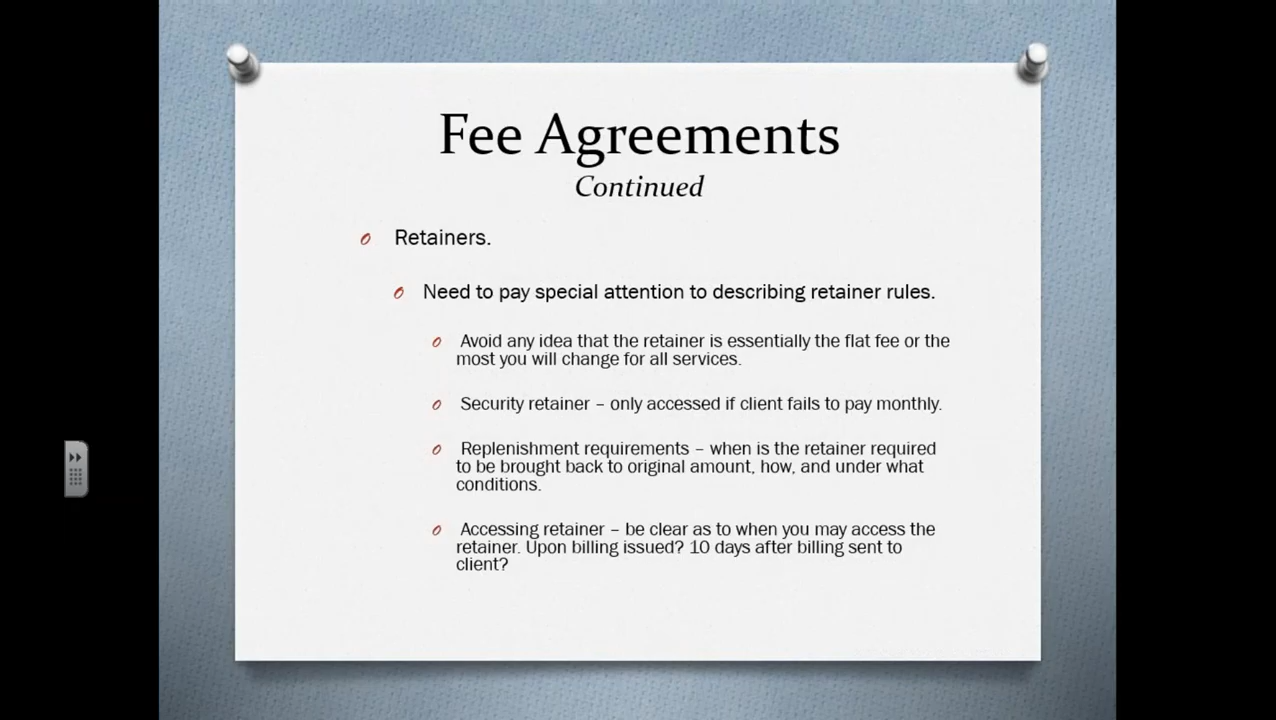 Fee Agreements
Continued
Retainers.
Need to pay special attention to describing retainer rules.
Avoid any idea that the retainer is essentially the flat fee or the
most you will change for all services.
Security retainer – only accessed if client fails to pay monthly.
Replenishment requirements – when is the retainer required
to be brought back to original amount, how, and under what
conditions.
Accessing retainer – be clear as to when you may access the
retainer. Upon billing issued? 10 days after billing sent to
client?